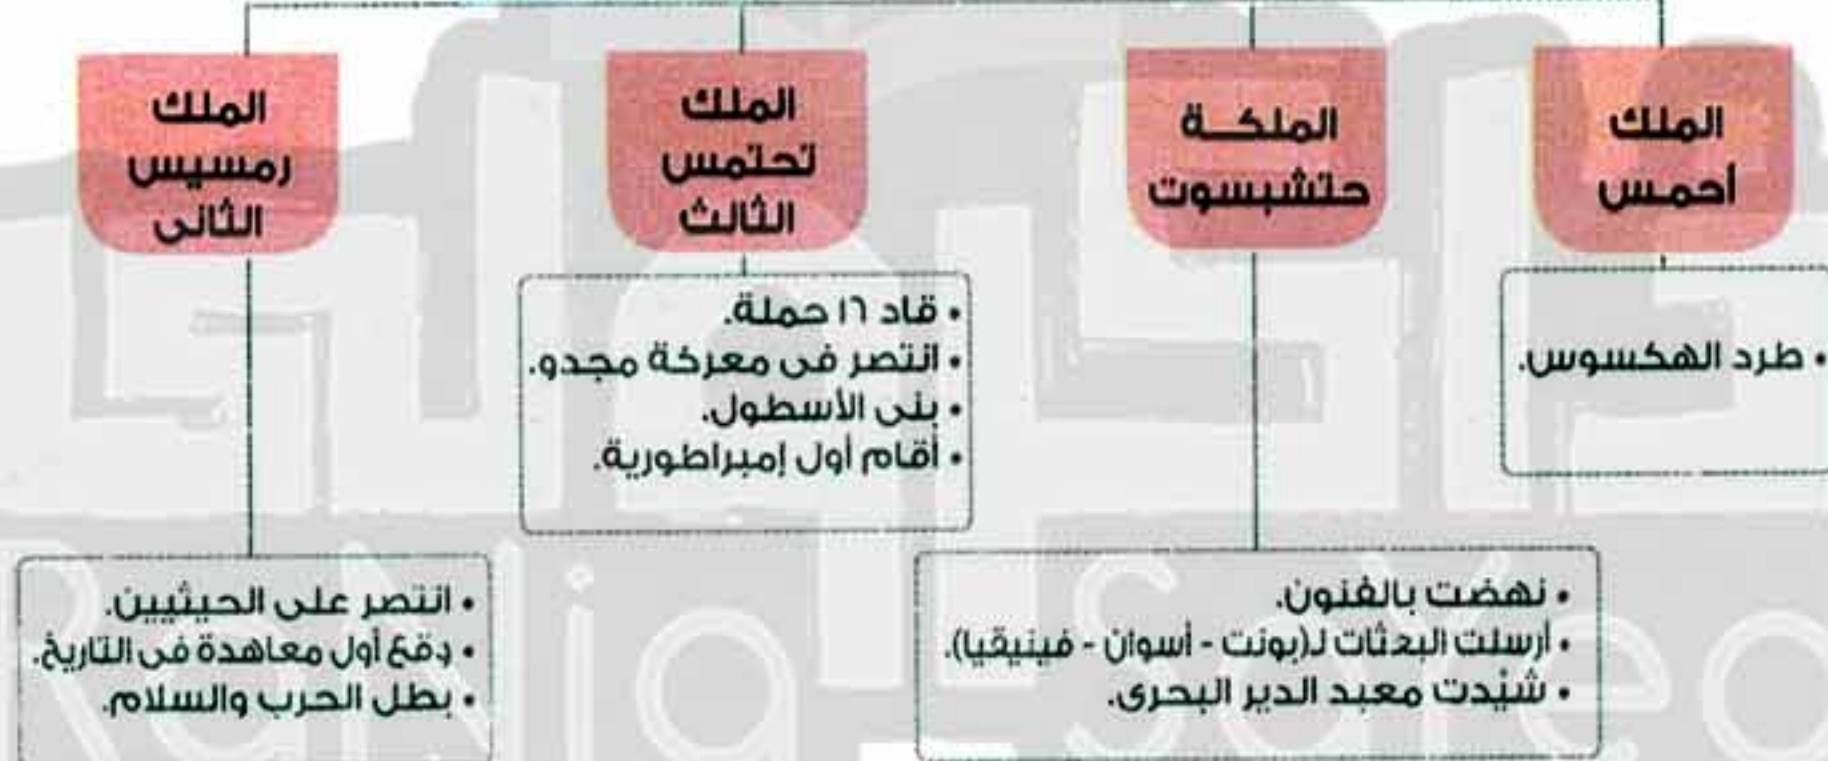 الملك
أحمس
• طرد الهكسوس.
الملكة
حتشبسوت
• نهضت بالفنون.
• أرسلت البعثات لـ(بونت - أسوان - فينيقيا).
• شيدت معبد الدير البحرى.
الملك
تحتمس
الثالث
• قاد ١٦ حملة.
• انتصر فى معركة مجدو.
• بنى الأسطول.
• أقام أول إمبراطورية.
الملك
رمسيس
الثانى
• انتصر على الحيثيين.
• وقع أول معاهدة فى التاريخ.
• بطل الحرب والسلام.
Rania_Sayed